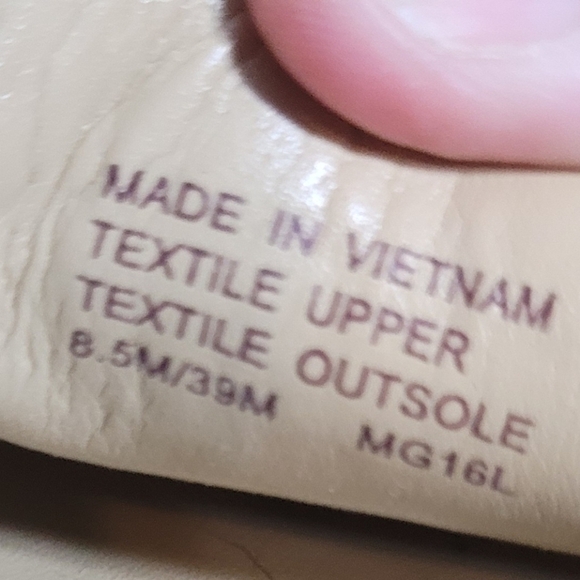 MADE IN VIETNAM
TEXTILE UPPER
TEXTILE OUTSOLE
8.5M/39M MG16L